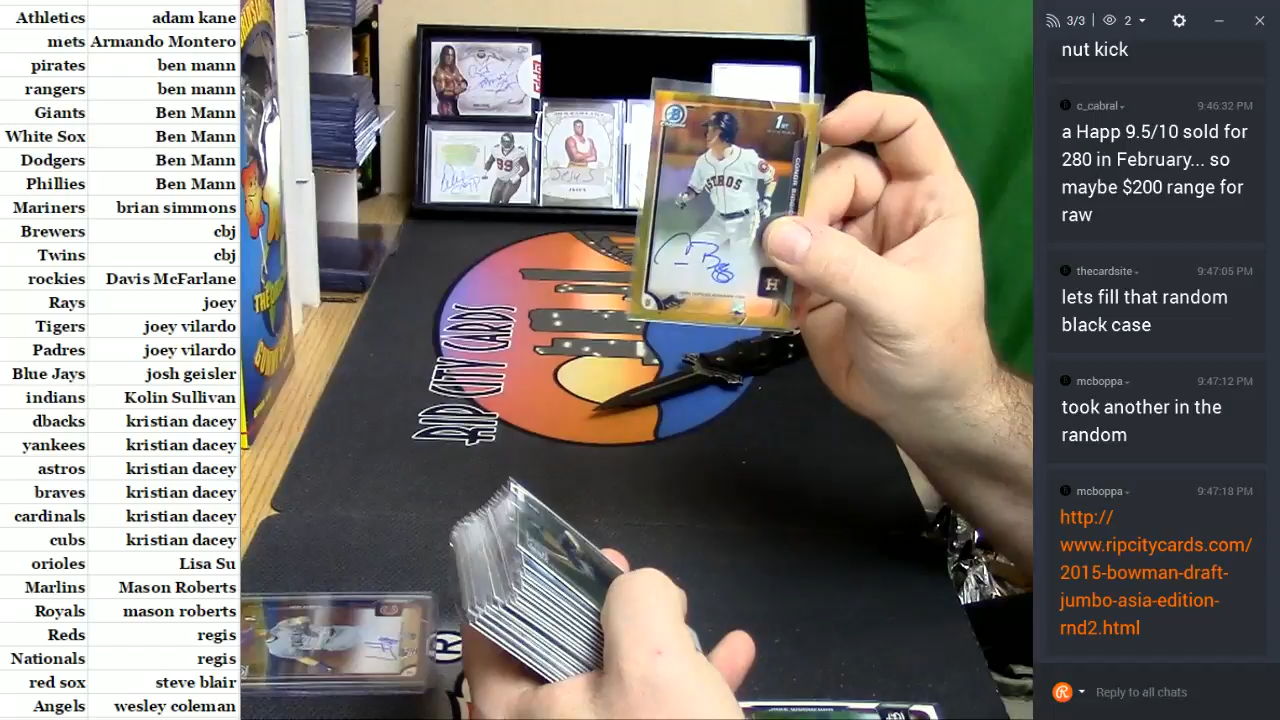 Athletics adam kane
mets Armando Montero
pirates ben mann
rangers ben mann
Giants Ben Mann
White Sox Ben Mann
Dodgers Ben Mann
Phillies Ben Mann
Mariners brian simmons
Brewers cbj
Twins cbj
rockies Davis McFarlane
Rays joey
Tigers joey vilardo
Padres joey vilardo
Blue Jays josh geisler
indians Kolin Sullivan
dbacks kristian dacey
yankees kristian dacey
astros kristian dacey
braves kristian dacey
cardinals kristian dacey
cubs kristian dacey
orioles Lisa Su
Marlins Mason Roberts
Royals mason roberts
Reds regis
Nationals regis
red sox steve blair
Angels wesley coleman
99
1ST
ASTROS
H
RIP CITY CARDS
3/3 2
nut kick
c_cabral 9:46:32 PM
a Happ 9.5/10 sold for
280 in February... so
maybe $200 range for
raw
thecardsite 9:47:05 PM
lets fill that random
black case
mcboppa 9:47:12 PM
took another in the
random
mcboppa 9:47:18 PM
http://
www.ripcitycards.com/
2015-bowman-draft-
jumbo-asia-edition-
rnd2.html
Reply to all chats